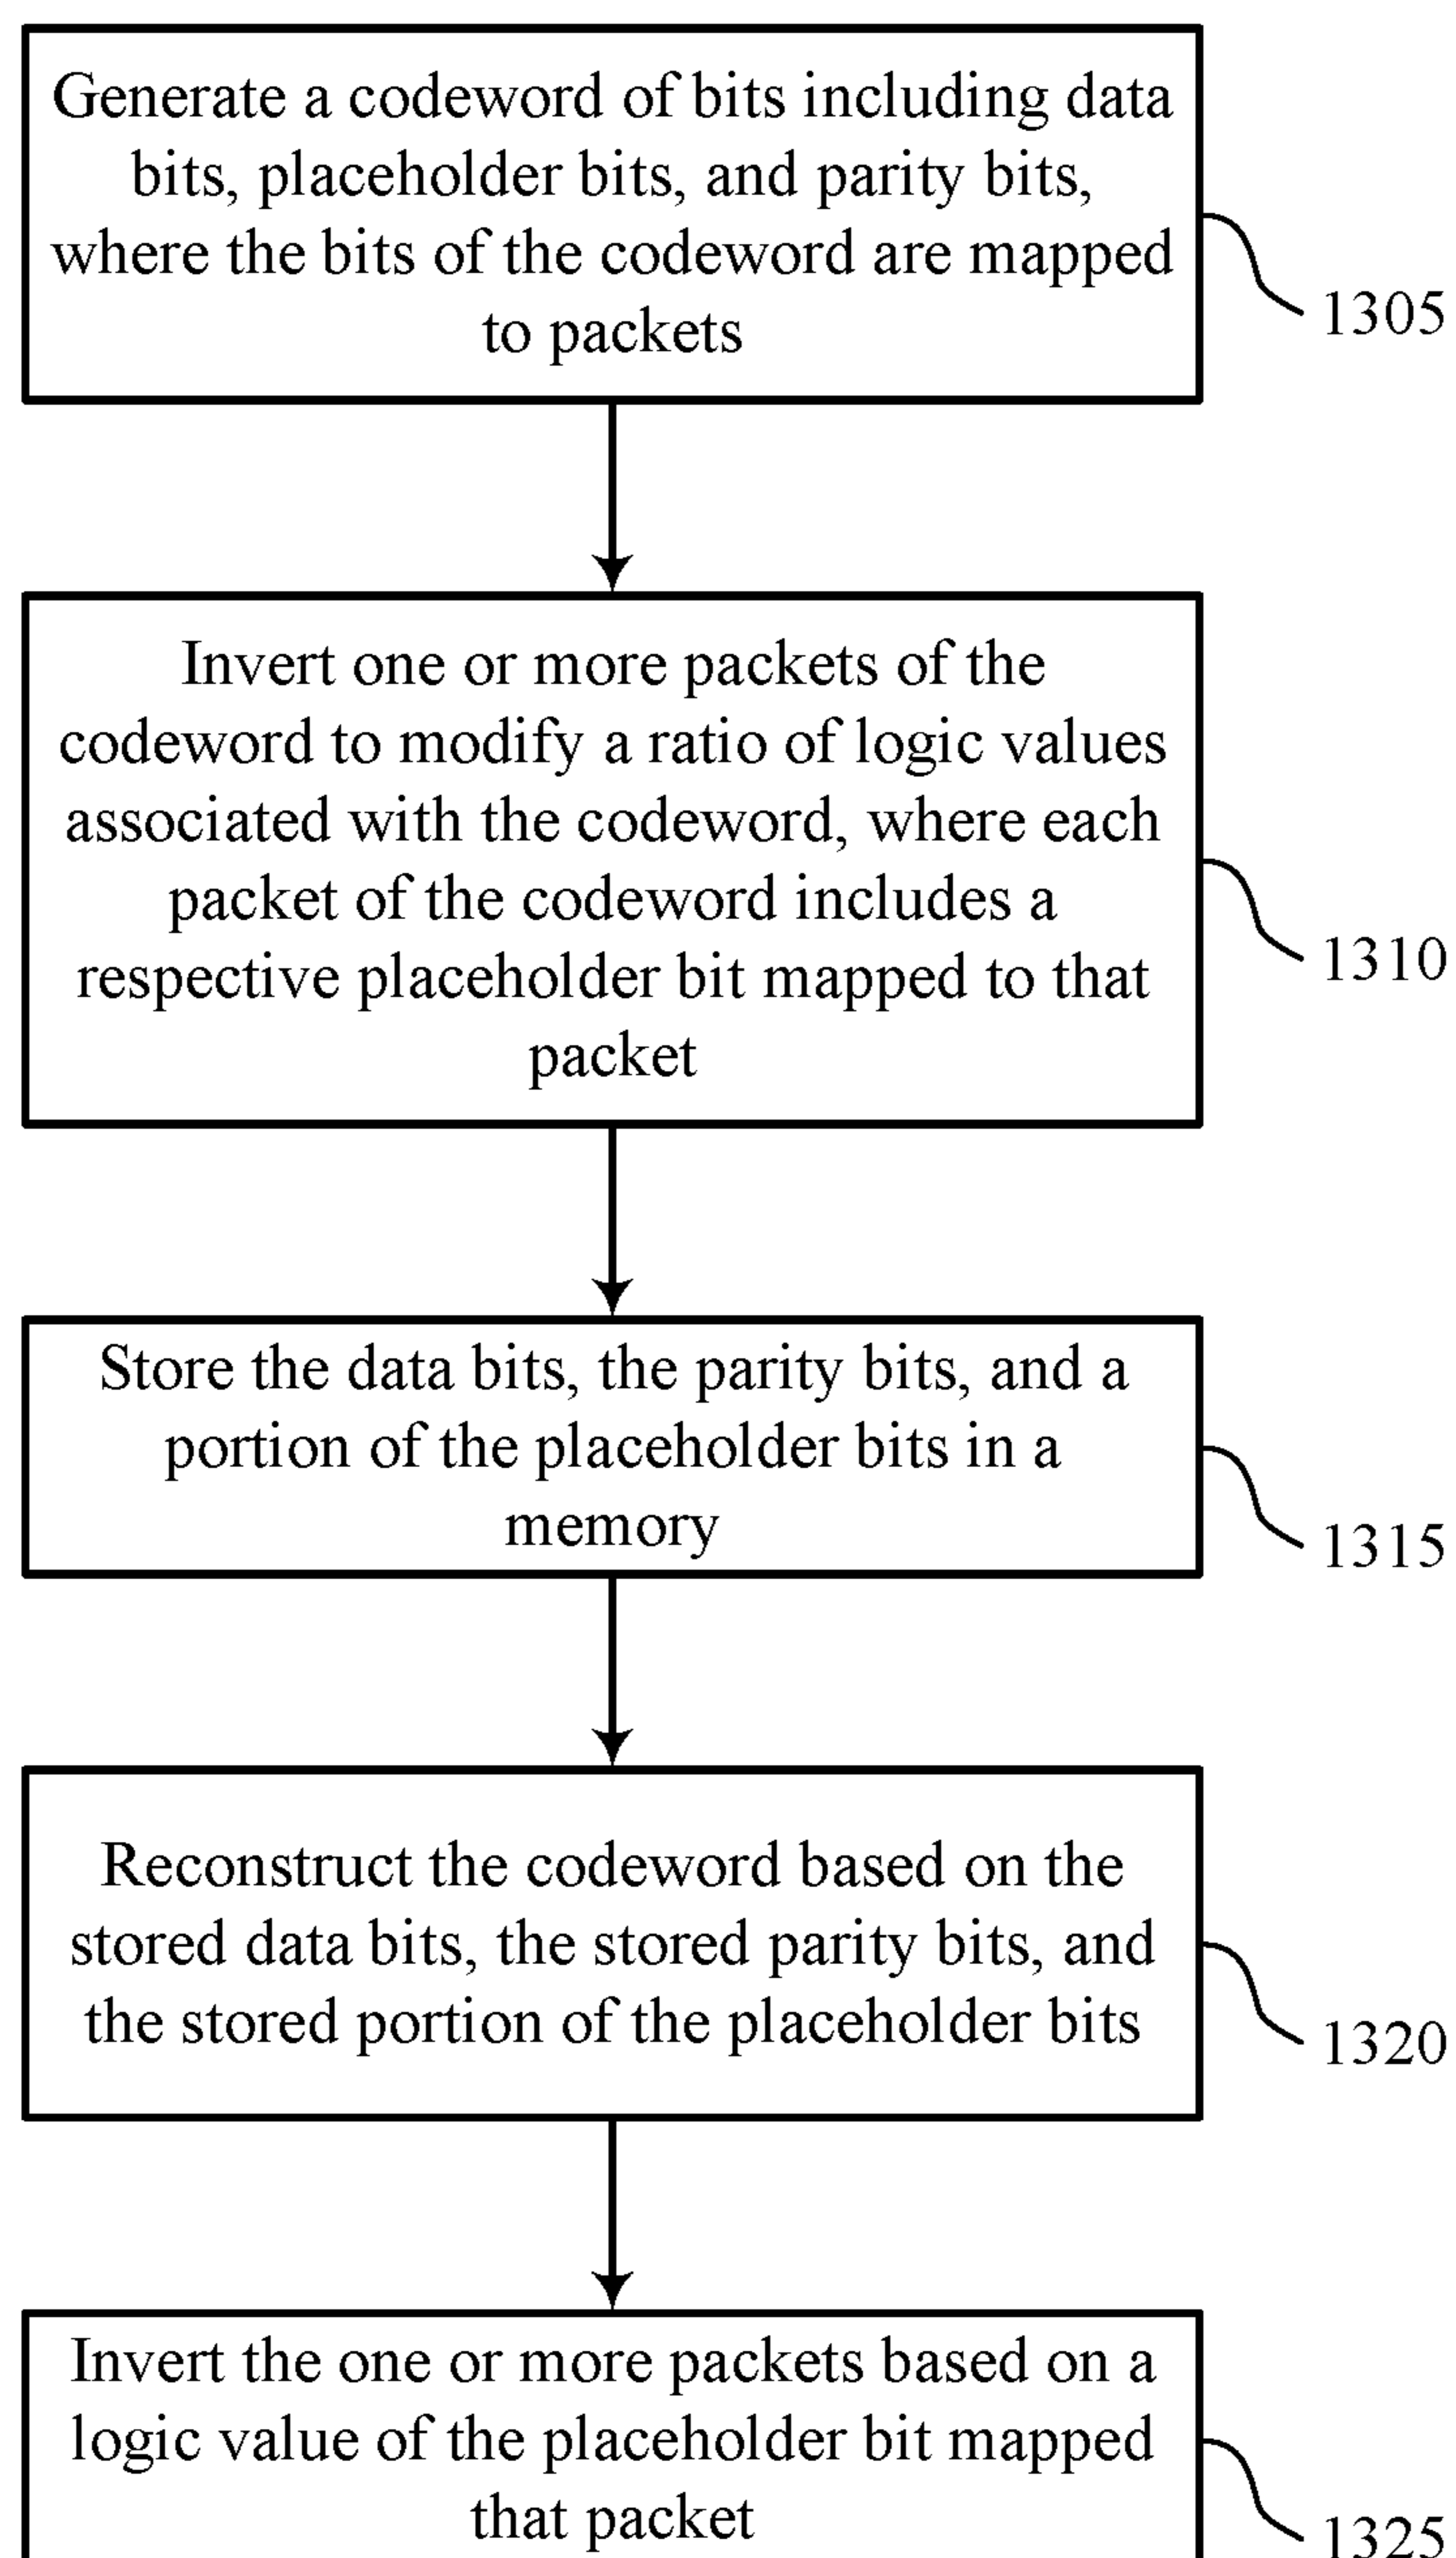 Generate a codeword of bits including data
bits, placeholder bits, and parity bits,
where the bits of the codeword are mapped
to packets
1305
Invert one or more packets of the
codeword to modify a ratio of logic values
associated with the codeword, where each
packet of the codeword includes a
respective placeholder bit mapped to that
packet
1310
Store the data bits, the parity bits, and a
portion of the placeholder bits in a
memory
1315
Reconstruct the codeword based on the
stored data bits, the stored parity bits, and
the stored portion of the placeholder bits
1320
Invert the one or more packets based on a
logic value of the placeholder bit mapped
that packet
1325